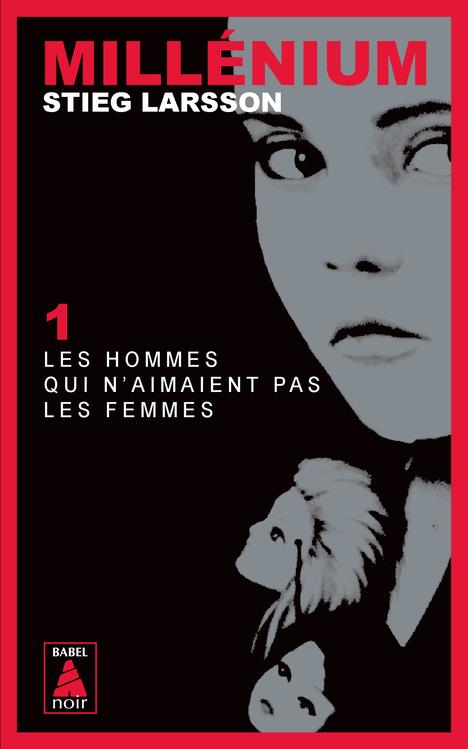 MILLÉNIUM
STIEG LARSSON
1
LES HOMMES
QUI N'AIMAIENT PAS
LES FEMMES
BABEL
noir